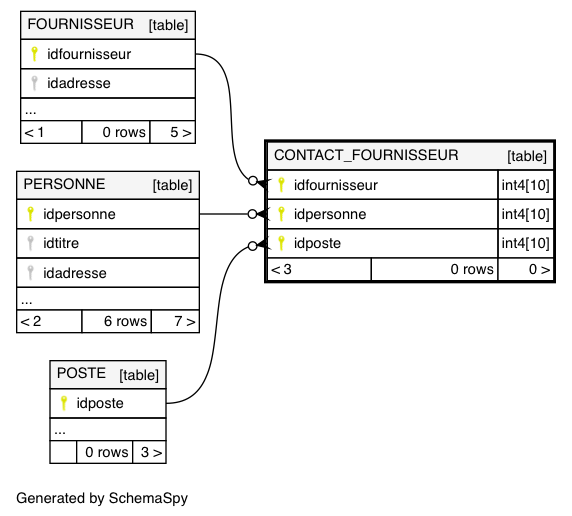 FOURNISSEUR [table]
idfournisseur
idadresse
...
< 1 0 rows 5 >
PERSONNE [table]
idpersonne
idtitre
idadresse
...
< 2 6 rows 7 >
POSTE [table]
idposte
...
0 rows 3 >
CONTACT_FOURNISSEUR [table]
idfournisseur int4[10]
idpersonne int4[10]
idposte int4[10]
< 3 0 rows 0 >
Generated by SchemaSpy